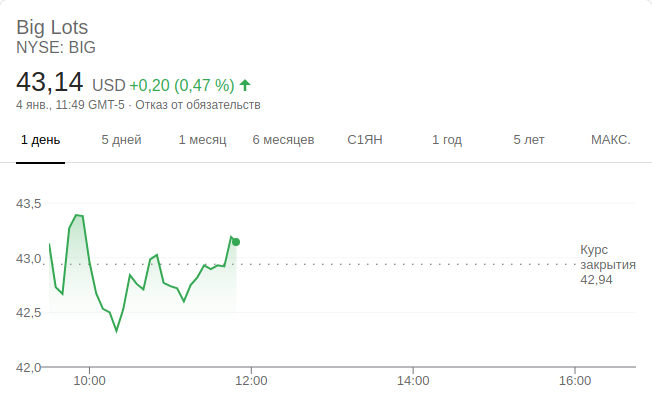 Big Lots
NYSE: BIG
43,14 USD +0,20 (0,47 %)
4 янв., 11:49 GMT-5 · Отказ от обязательств
1 день 5 дней 1 месяц 6 месяцев С1ЯН 1 год 5 лет МАКС.
43,5
43,0
42,5
42,0
Курс
закрытия
42,94
10:00 12:00 14:00 16:00